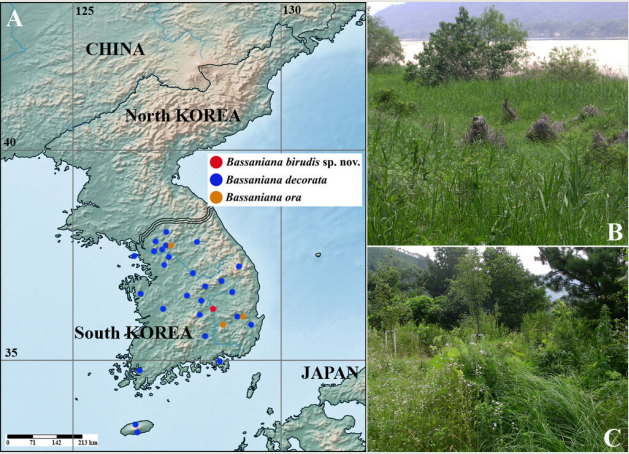 A
125
130
CHINA
North KOREA
40
Bassaniana birudis sp. nov.
Bassaniana decorata
Bassaniana ora
South KOREA
35
JAPAN
0 71 142 213 km
B
C